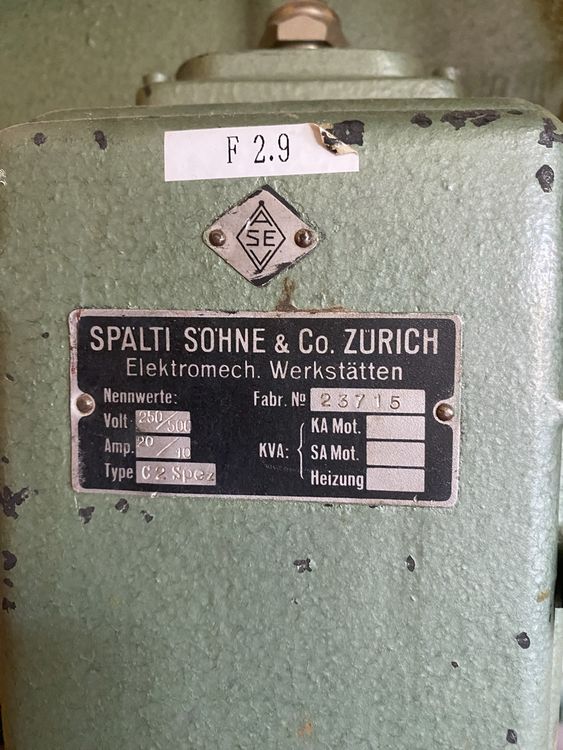 F 2.9
A
SE
V
SPÄLTI SÖHNE & Co. ZÜRICH
Elektromech. Werkstätten
Nennwerte:
Fabr. № 23715
Volt 250/500
Amp. 20/10
Type C2 Spez
KVA:
KA Mot.
SA Mot.
Heizung